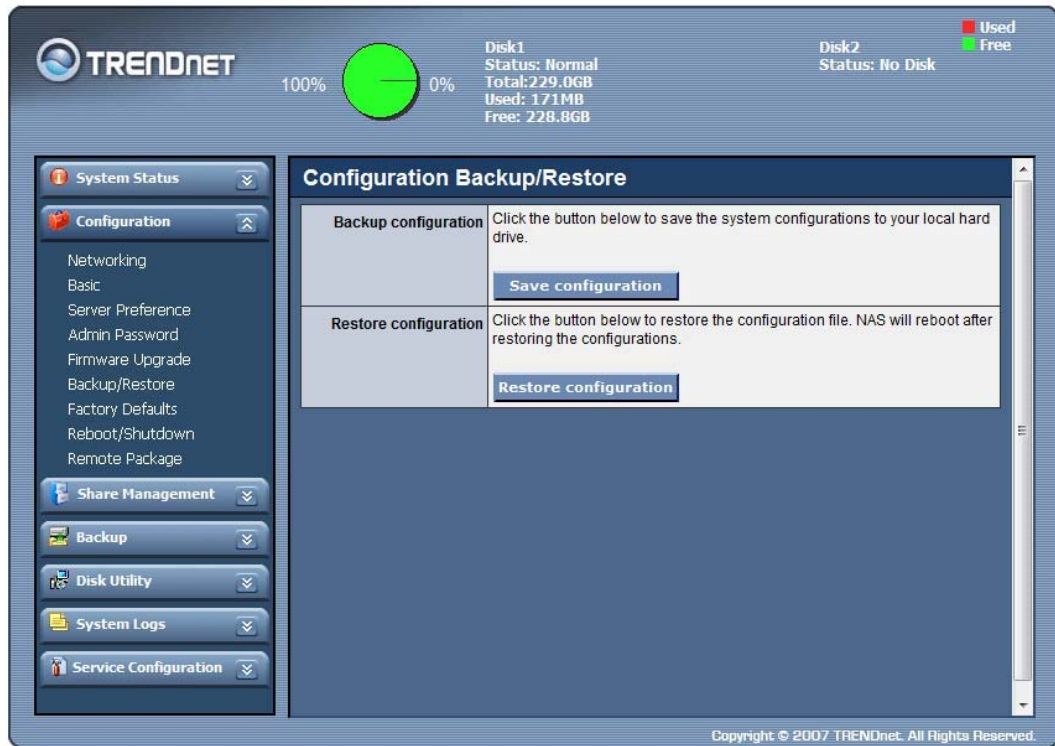 TRENDNET
100%
0%
Disk1
Status: Normal
Total:229.0GB
Used: 171MB
Free: 228.8GB
Disk2
Status: No Disk
Used
Free
System Status
Configuration
Networking
Basic
Server Preference
Admin Password
Firmware Upgrade
Backup/Restore
Factory Defaults
Reboot/Shutdown
Remote Package
Share Management
Backup
Disk Utility
System Logs
Service Configuration
Configuration Backup/Restore
Backup configuration
Click the button below to save the system configurations to your local hard
drive.
Save configuration
Restore configuration
Click the button below to restore the configuration file. NAS will reboot after
restoring the configurations.
Restore configuration
Copyright © 2007 TRENDnet. All Rights Reserved.